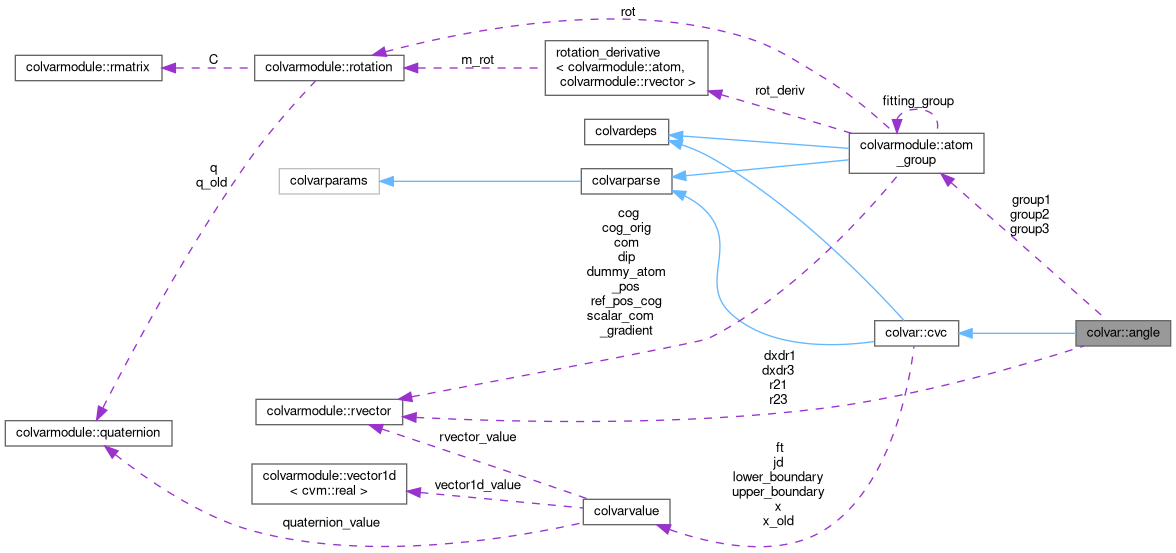 rot
colvarmodule::rmatrix
C
colvarmodule::rotation
m_rot
rotation_derivative
< colvarmodule::atom,
colvarmodule::rvector >
rot_deriv
fitting_group
colvardeps
colvarmodule::atom
_group
q
q_old
colvarparams
colvarparse
group1
group2
group3
cog
cog_orig
com
dip
dummy_atom
_pos
ref_pos_cog
scalar_com
_gradient
colvar::cvc
colvar::angle
dxdr1
dxdr3
r21
r23
colvarmodule::rvector
colvarmodule::quaternion
rvector_value
colvarmodule::vector1d
< cvm::real >
vector1d_value
ft
jd
lower_boundary
upper_boundary
x
x_old
colvarvalue
quaternion_value